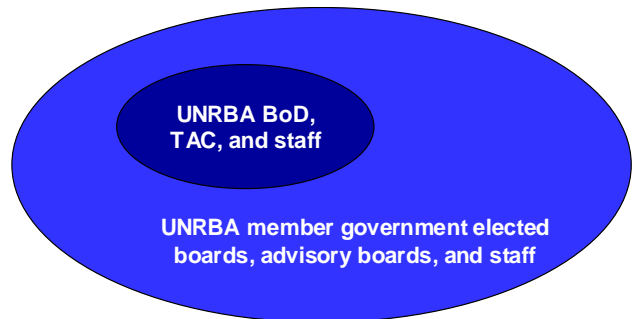 UNRBA BoD,
TAC, and staff
UNRBA member government elected
boards, advisory boards, and staff